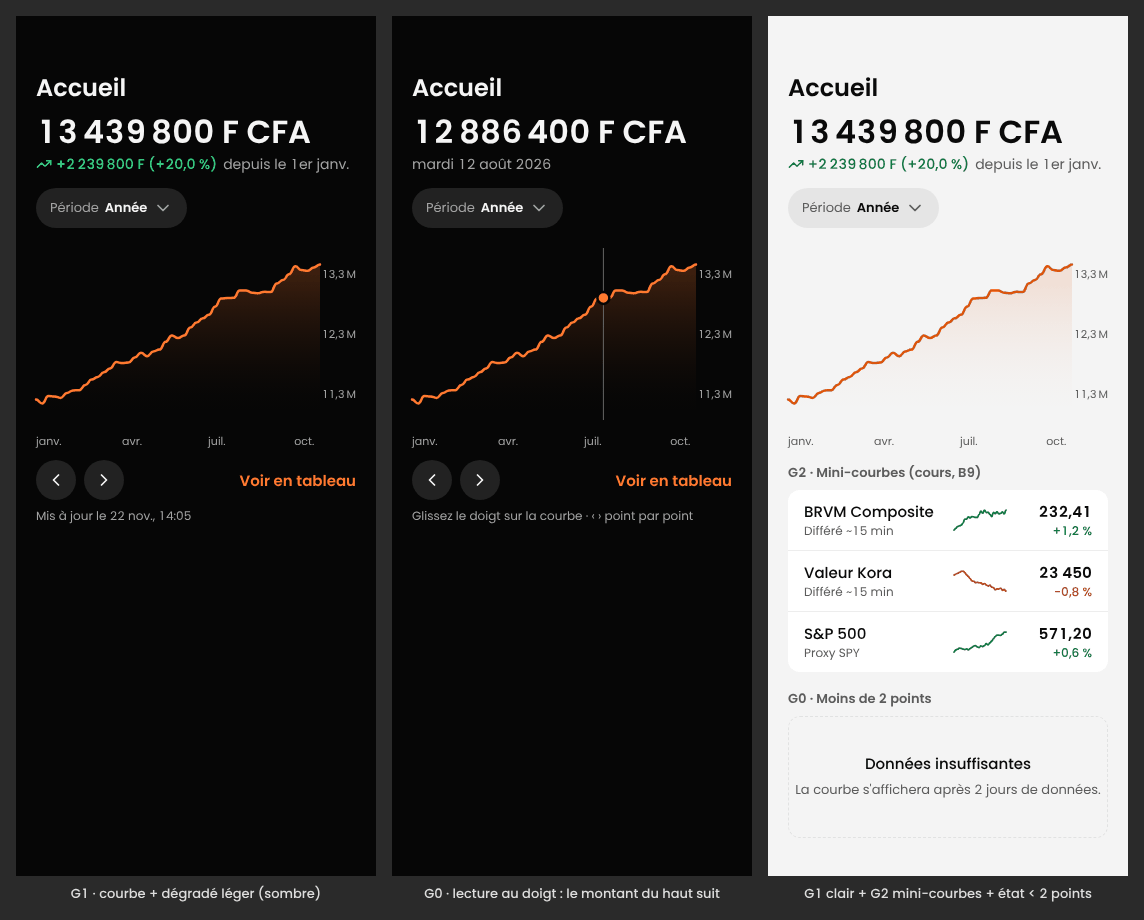 Accueil
13 439 800 F CFA
+2 239 800 F (+20,0 %) depuis le 1er janv.
Période Année
13,3 M
12,3 M
11,3 M
janv. avr. juil. oct.
Voir en tableau
Mis à jour le 22 nov., 14:05
G1 · courbe + dégradé léger (sombre)
Accueil
12 886 400 F CFA
mardi 12 août 2026
Période Année
13,3 M
12,3 M
11,3 M
janv. avr. juil. oct.
Voir en tableau
Glissez le doigt sur la courbe · ‹ › point par point
G0 · lecture au doigt : le montant du haut suit
Accueil
13 439 800 F CFA
+2 239 800 F (+20,0 %) depuis le 1er janv.
Période Année
13,3 M
12,3 M
11,3 M
janv. avr. juil. oct.
G2 · Mini-courbes (cours, B9)
BRVM Composite 232,41
Différé ~15 min +1,2 %
Valeur Kora 23 450
Différé ~15 min -0,8 %
S&P 500 571,20
Proxy SPY +0,6 %
G0 · Moins de 2 points
Données insuffisantes
La courbe s'affichera après 2 jours de données.
G1 clair + G2 mini-courbes + état < 2 points